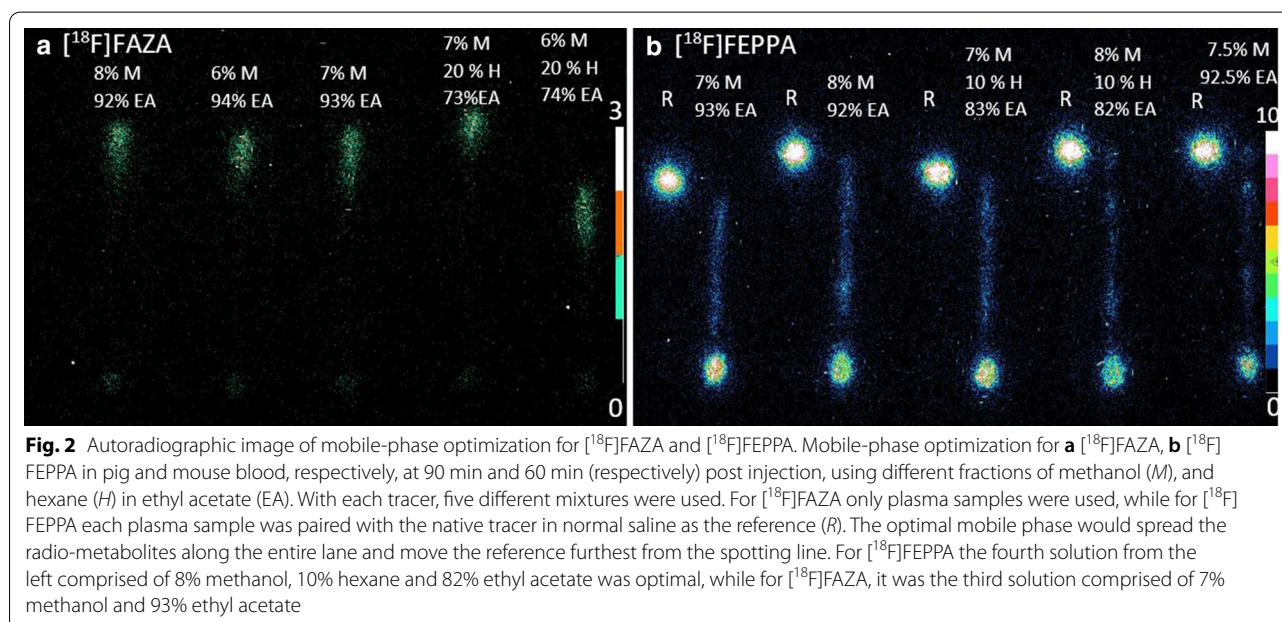 a [¹⁸F]FAZA
8% M
92% EA
6% M
94% EA
7% M
93% EA
7% M
20 % H
73%EA
6% M
20 % H
74% EA
3
0
b [¹⁸F]FEPPA
R
7% M
93% EA
R
8% M
92% EA
R
7% M
10 % H
83% EA
R
8% M
10 % H
82% EA
R
7.5% M
92.5% EA
10
0
Fig. 2 Autoradiographic image of mobile-phase optimization for [¹⁸F]FAZA and [¹⁸F]FEPPA. Mobile-phase optimization for a [¹⁸F]FAZA, b [¹⁸F]
FEPPA in pig and mouse blood, respectively, at 90 min and 60 min (respectively) post injection, using different fractions of methanol (M), and
hexane (H) in ethyl acetate (EA). With each tracer, five different mixtures were used. For [¹⁸F]FAZA only plasma samples were used, while for [¹⁸F]
FEPPA each plasma sample was paired with the native tracer in normal saline as the reference (R). The optimal mobile phase would spread the
radio-metabolites along the entire lane and move the reference furthest from the spotting line. For [¹⁸F]FEPPA the fourth solution from the
left comprised of 8% methanol, 10% hexane and 82% ethyl acetate was optimal, while for [¹⁸F]FAZA, it was the third solution comprised of 7%
methanol and 93% ethyl acetate